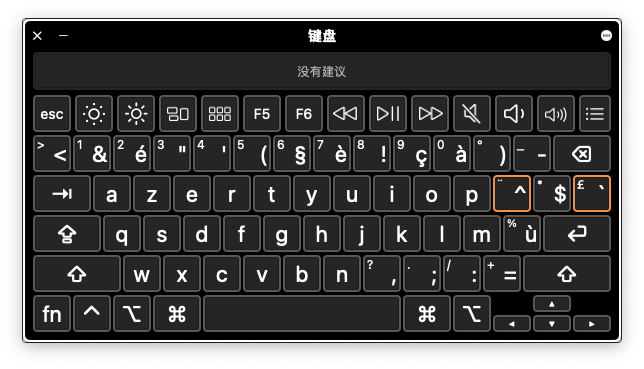 键盘
没有建议
esc F5 F6
> < 1 & 2 é 3 " 4 ' 5 ( 6 § 7 è 8 ! 9 ç 0 à ° ) _ -
a z e r t y u i o p ¨ ^ * $ £ `
q s d f g h j k l m % ù
w x c v b n ? , . ; / : + =
fn